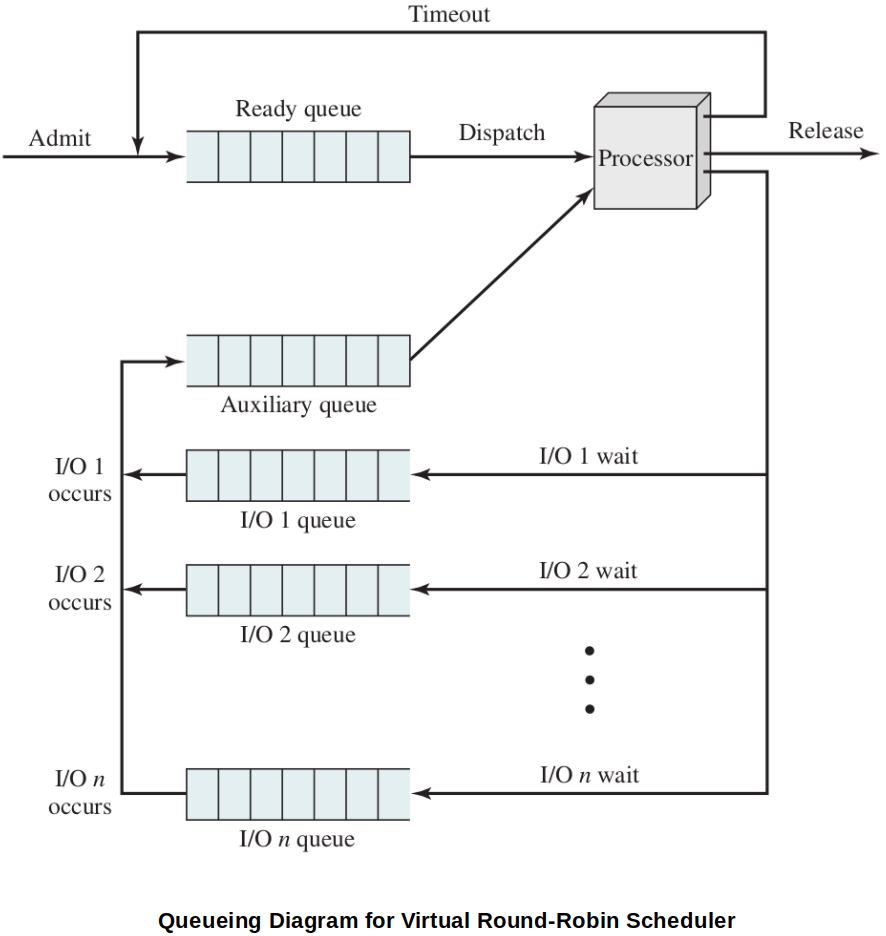 Timeout
Ready queue
Admit
Dispatch
Release
Processor
Auxiliary queue
I/O 1
occurs
I/O 1 wait
I/O 1 queue
I/O 2
occurs
I/O 2 wait
I/O 2 queue
I/O n
occurs
I/O n wait
I/O n queue
Queueing Diagram for Virtual Round-Robin Scheduler